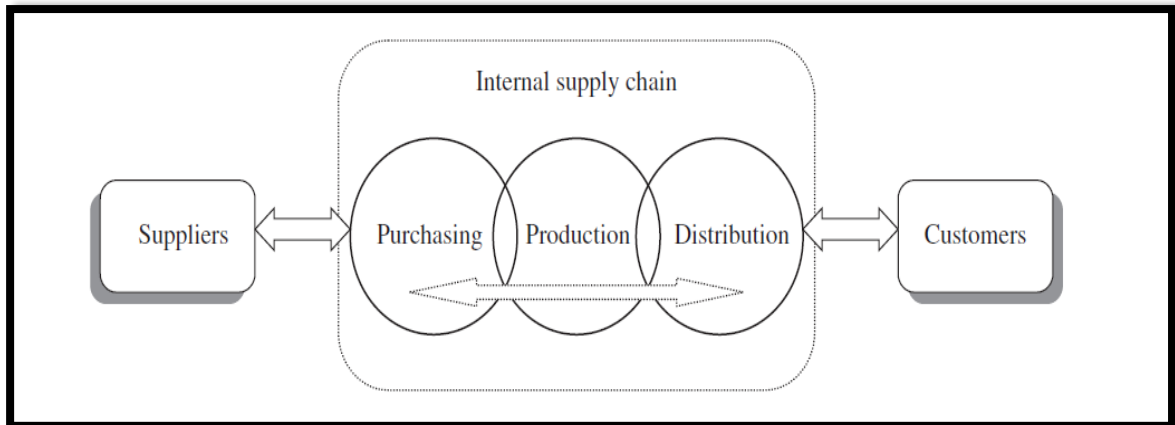 Internal supply chain
Suppliers
Purchasing
Production
Distribution
Customers